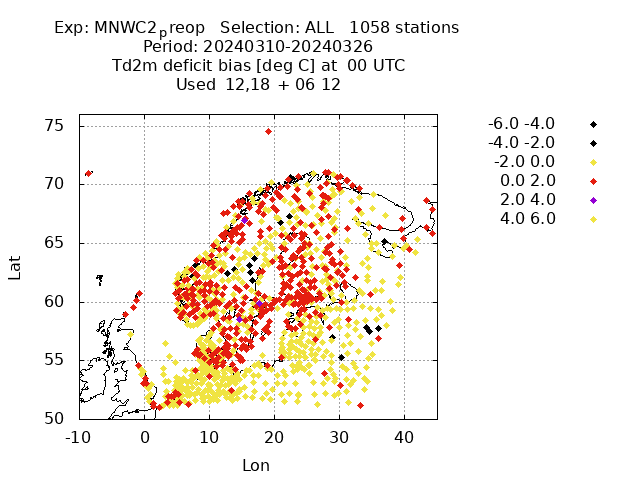 Exp: MNWC2preop   Selection: ALL   1058 stations
Period: 20240310-20240326
Td2m deficit bias [deg C] at  00 UTC
Used  12,18 + 06 12
-6.0 -4.0
-4.0 -2.0
-2.0 0.0
0.0 2.0
2.0 4.0
4.0 6.0
75
70
65
60
55
50
Lat
-10 0 10 20 30 40
Lon